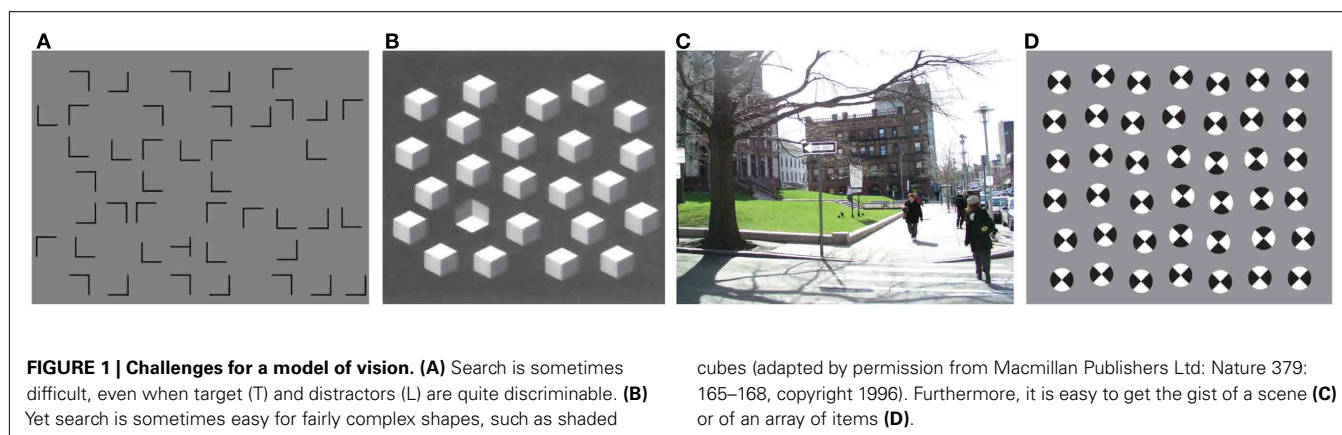 A
B
C
D
FIGURE 1 | Challenges for a model of vision. (A) Search is sometimes
difficult, even when target (T) and distractors (L) are quite discriminable. (B)
Yet search is sometimes easy for fairly complex shapes, such as shaded
cubes (adapted by permission from Macmillan Publishers Ltd: Nature 379:
165–168, copyright 1996). Furthermore, it is easy to get the gist of a scene (C)
or of an array of items (D).